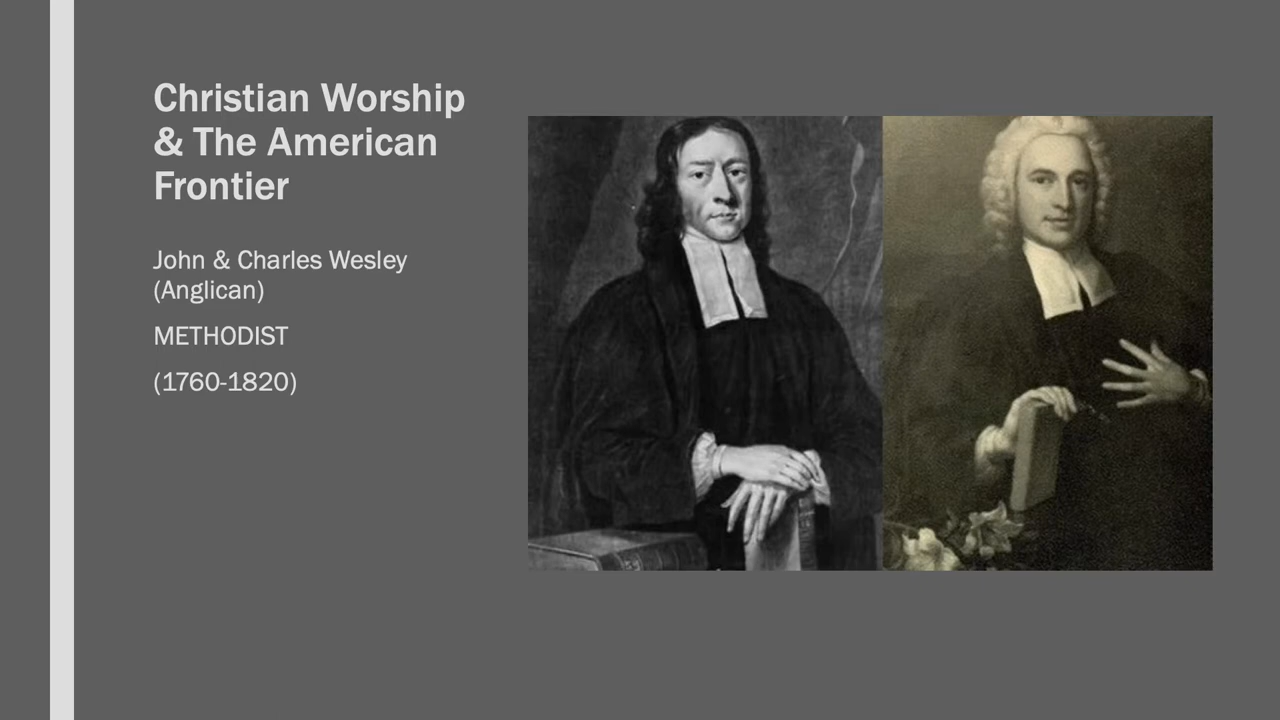 Christian Worship
& The American
Frontier
John & Charles Wesley
(Anglican)
METHODIST
(1760-1820)